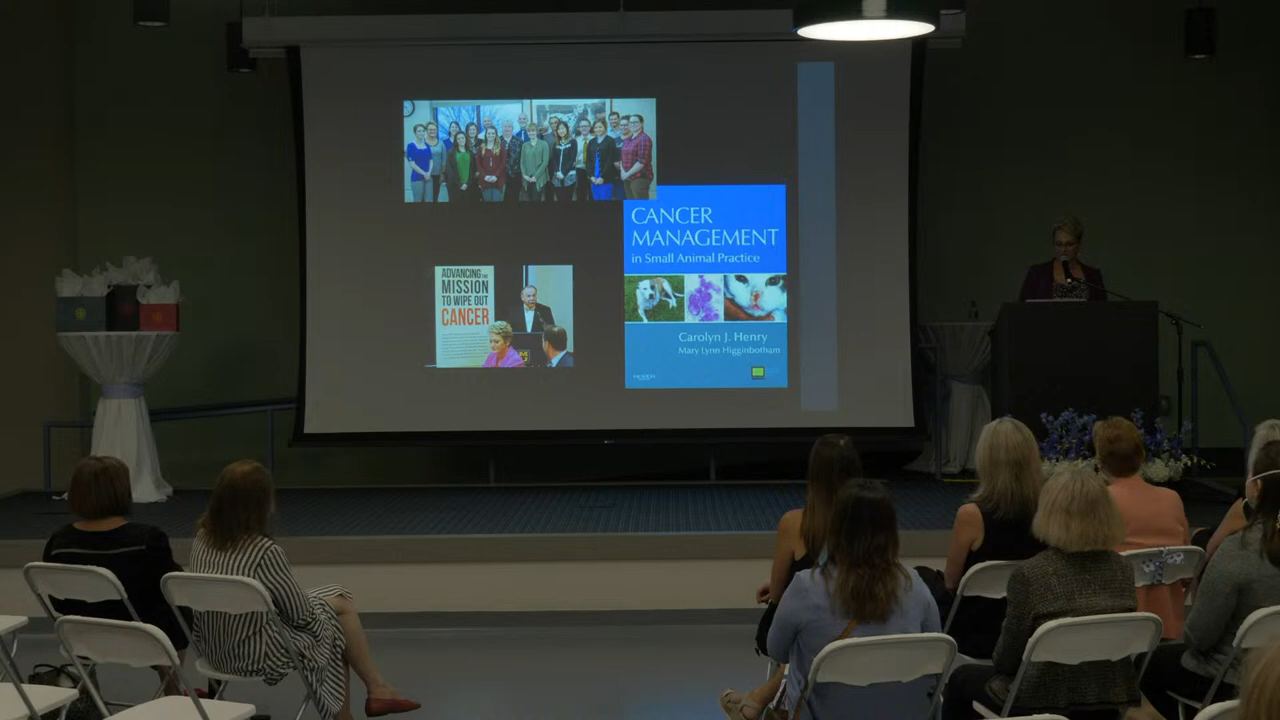 ADVANCING THE
MISSION
TO WIPE OUT
CANCER
CANCER
MANAGEMENT
in Small Animal Practice
Carolyn J. Henry
Mary Lynn Higginbotham